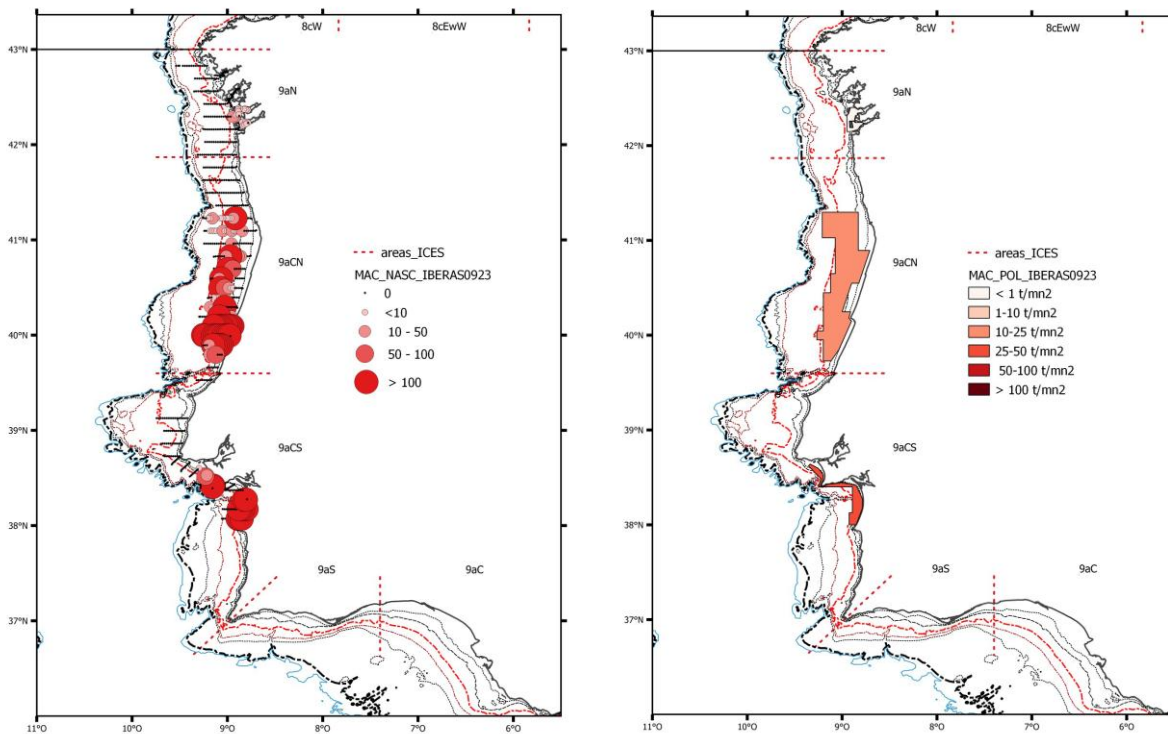 8cW 8cEwW
43°N
9aN
42°N
41°N
9aCN
40°N
39°N
9aCS
38°N
9aS 9aC
37°N
11°O 10°O 9°O 8°O 7°O 6°O
areas_ICES
MAC_NASC_IBERAS0923
0
<10
10 - 50
50 - 100
> 100
8cW 8cEwW
43°N
9aN
42°N
41°N
9aCN
40°N
39°N
9aCS
38°N
9aS 9aC
37°N
11°O 10°O 9°O 8°O 7°O 6°O
areas_ICES
MAC_POL_IBERAS0923
< 1 t/mn2
1-10 t/mn2
10-25 t/mn2
25-50 t/mn2
50-100 t/mn2
> 100 t/mn2